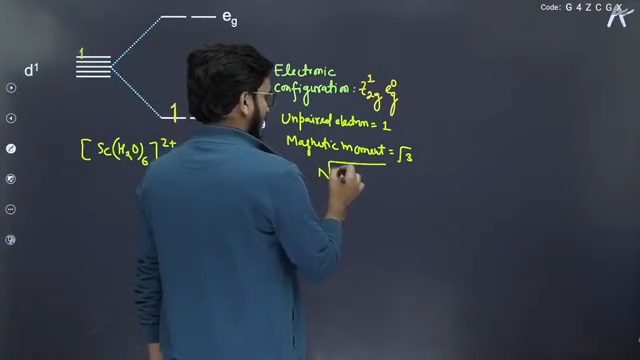 Code: G 4 Z C G X
e_g
d¹
1
Electronic
configuration: t¹₂g e⁰g
1
Unpaired electron = 1
[Sc(H₂O)₆]²⁺
Magnetic moment = √3
√